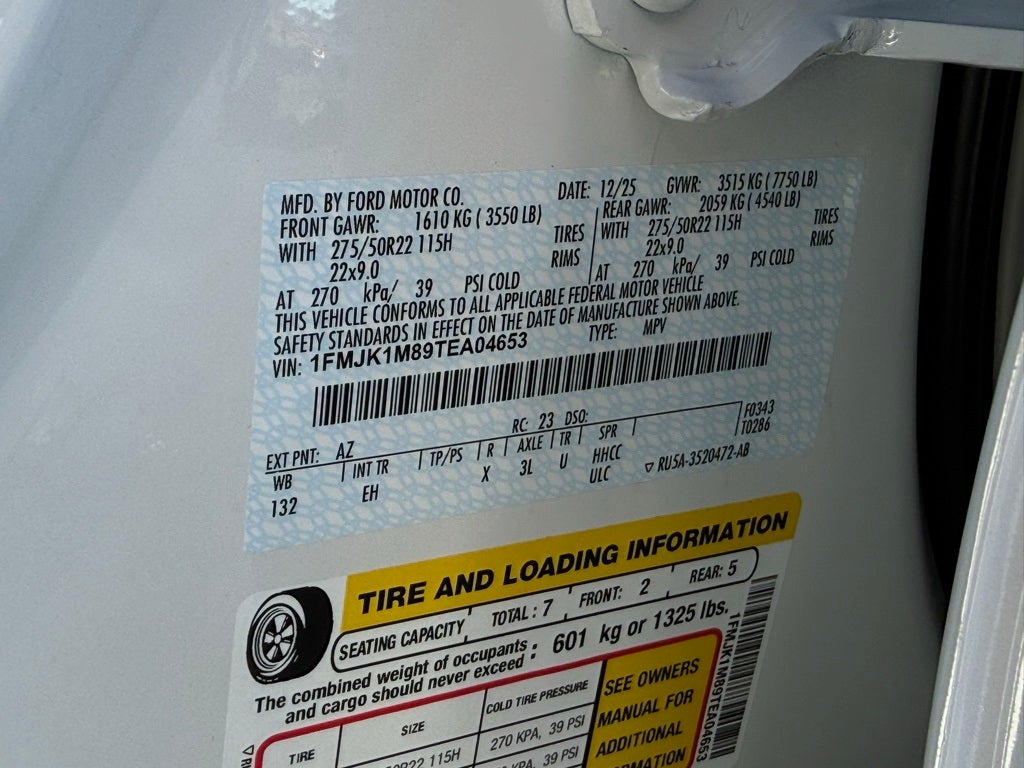 MFD. BY FORD MOTOR CO.
DATE: 12/25 GVWR: 3515 KG ( 7750 LB)
FRONT GAWR: 1610 KG ( 3550 LB)
WITH 275/50R22 115H TIRES
22x9.0 RIMS
AT 270 kPa/ 39 PSI COLD
REAR GAWR: 2059 KG ( 4540 LB)
WITH 275/50R22 115H TIRES
22x9.0 RIMS
AT 270 kPa/ 39 PSI COLD
THIS VEHICLE CONFORMS TO ALL APPLICABLE FEDERAL MOTOR VEHICLE
SAFETY STANDARDS IN EFFECT ON THE DATE OF MANUFACTURE SHOWN ABOVE.
VIN: 1FMJK1M89TEA04653 TYPE: MPV
EXT PNT: AZ RC: 23 DSO: F0343
WB INT TR TP/PS R AXLE TR SPR T0286
132 EH X 3L U HHCC
ULC ▽ RU5A-3520472-AB
TIRE AND LOADING INFORMATION
SEATING CAPACITY TOTAL : 7 FRONT: 2 REAR: 5
The combined weight of occupants : 601 kg or 1325 lbs.
and cargo should never exceed
TIRE SIZE COLD TIRE PRESSURE
0R22 115H 270 KPA, 39 PSI
KPA, 39 PSI
SEE OWNERS
MANUAL FOR
ADDITIONAL
1FMJK1M89TEA04653